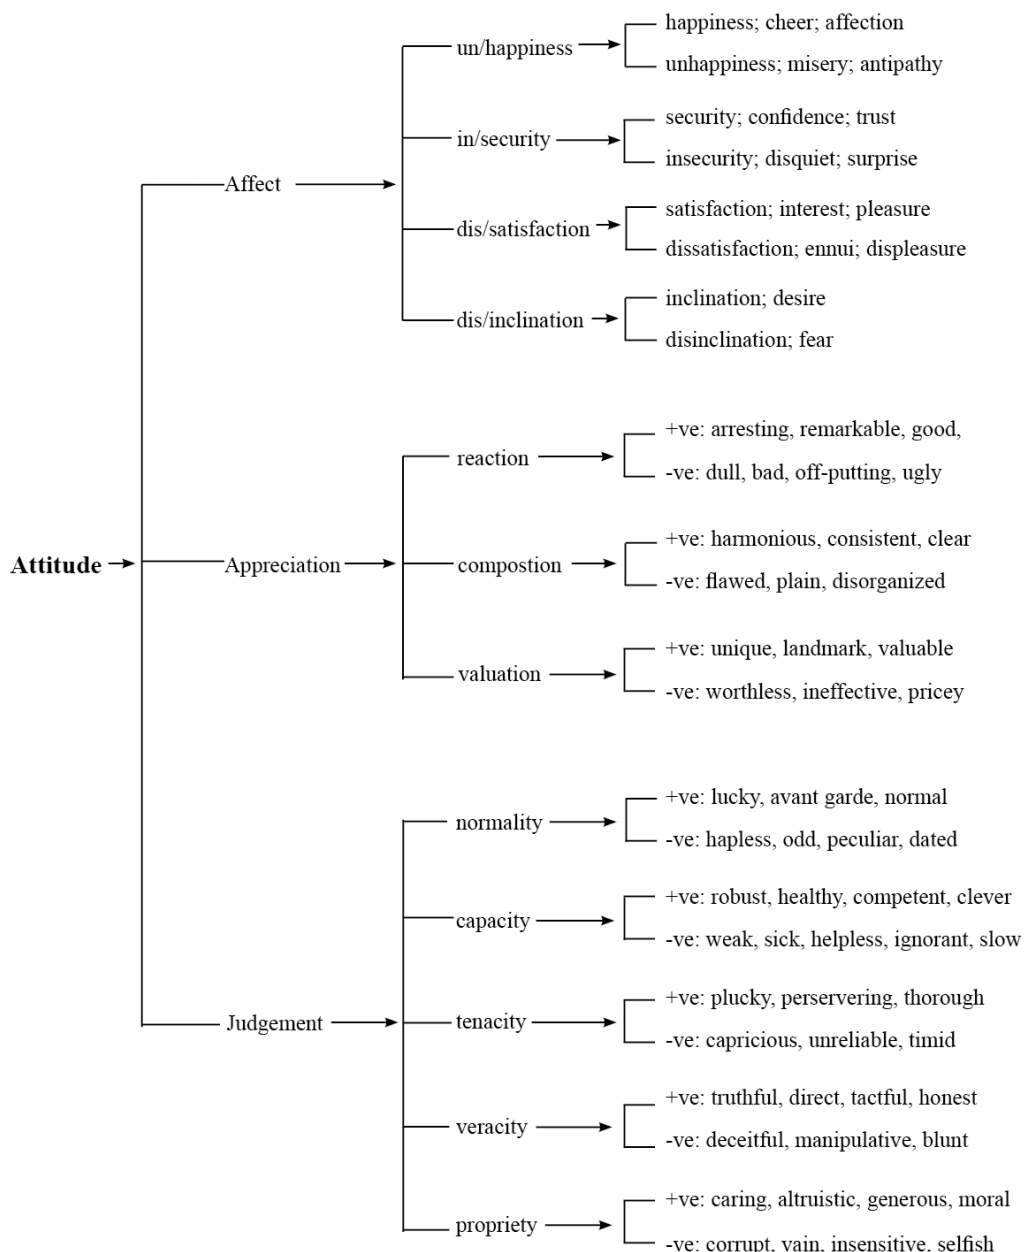 happiness; cheer; affection
un/happiness
unhappiness; misery; antipathy
security; confidence; trust
in/security
insecurity; disquiet; surprise
Affect
satisfaction; interest; pleasure
dis/satisfaction
dissatisfaction; ennui; displeasure
inclination; desire
dis/inclination
disinclination; fear
+ve: arresting, remarkable, good,
reaction
-ve: dull, bad, off-putting, ugly
+ve: harmonious, consistent, clear
Attitude
Appreciation
compostion
-ve: flawed, plain, disorganized
+ve: unique, landmark, valuable
valuation
-ve: worthless, ineffective, pricey
+ve: lucky, avant garde, normal
normality
-ve: hapless, odd, peculiar, dated
+ve: robust, healthy, competent, clever
capacity
-ve: weak, sick, helpless, ignorant, slow
+ve: plucky, perservering, thorough
Judgement
tenacity
-ve: capricious, unreliable, timid
+ve: truthful, direct, tactful, honest
veracity
-ve: deceitful, manipulative, blunt
+ve: caring, altruistic, generous, moral
propriety
-ve: corrupt, vain, insensitive, selfish